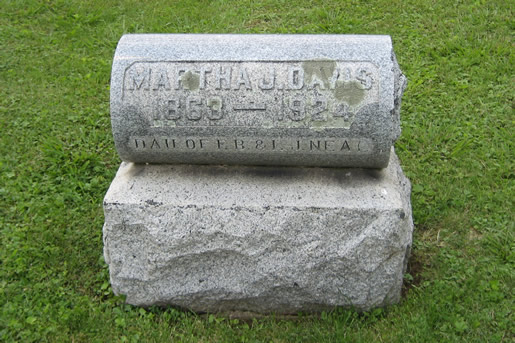 MARTHA J. DAVIS
1863 — 1924
DAU. OF E. B. & L. J. NEAL